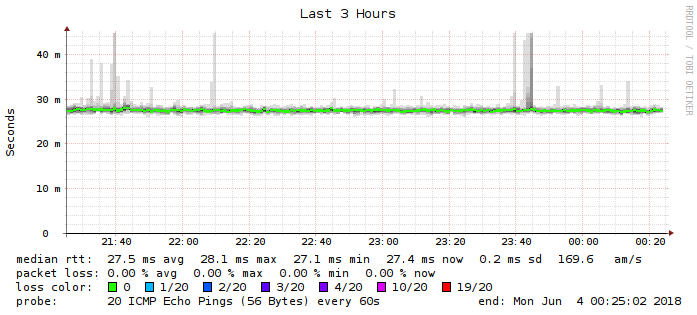 Last 3 Hours
RRDTOOL / TOBI OETIKER
Seconds
40 m
30 m
20 m
10 m
0
21:40 22:00 22:20 22:40 23:00 23:20 23:40 00:00 00:20
median rtt: 27.5 ms avg 28.1 ms max 27.1 ms min 27.4 ms now 0.2 ms sd 169.6 am/s
packet loss: 0.00 % avg 0.00 % max 0.00 % min 0.00 % now
loss color: 0 1/20 2/20 3/20 4/20 10/20 19/20
probe: 20 ICMP Echo Pings (56 Bytes) every 60s end: Mon Jun 4 00:25:02 2018